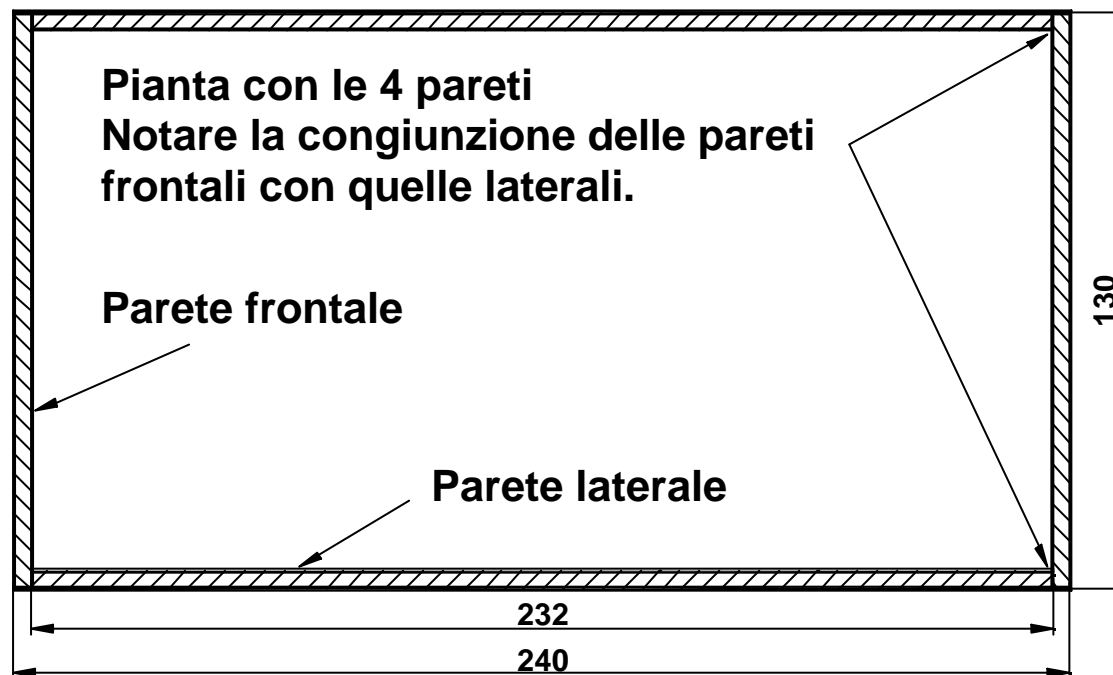 Pianta con le 4 pareti
Notare la congiunzione delle pareti
frontali con quelle laterali.
130
Parete frontale
Parete laterale
232
240